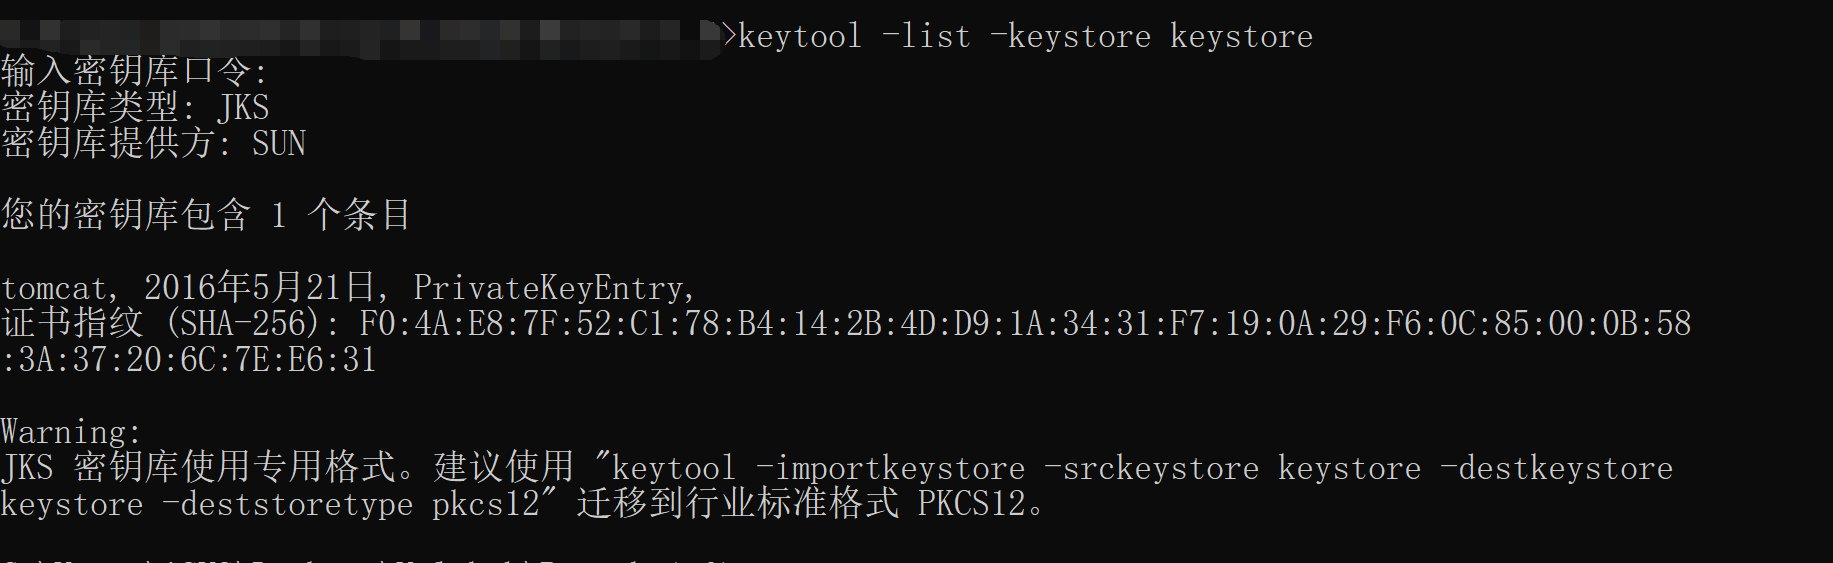 >keytool -list -keystore keystore
输入密钥库口令:
密钥库类型: JKS
密钥库提供方: SUN
您的密钥库包含 1 个条目
tomcat, 2016年5月21日, PrivateKeyEntry,
证书指纹 (SHA-256): F0:4A:E8:7F:52:C1:78:B4:14:2B:4D:D9:1A:34:31:F7:19:0A:29:F6:0C:85:00:0B:58
:3A:37:20:6C:7E:E6:31
Warning:
JKS 密钥库使用专用格式。建议使用 "keytool -importkeystore -srckeystore keystore -destkeystore
keystore -deststoretype pkcs12" 迁移到行业标准格式 PKCS12。